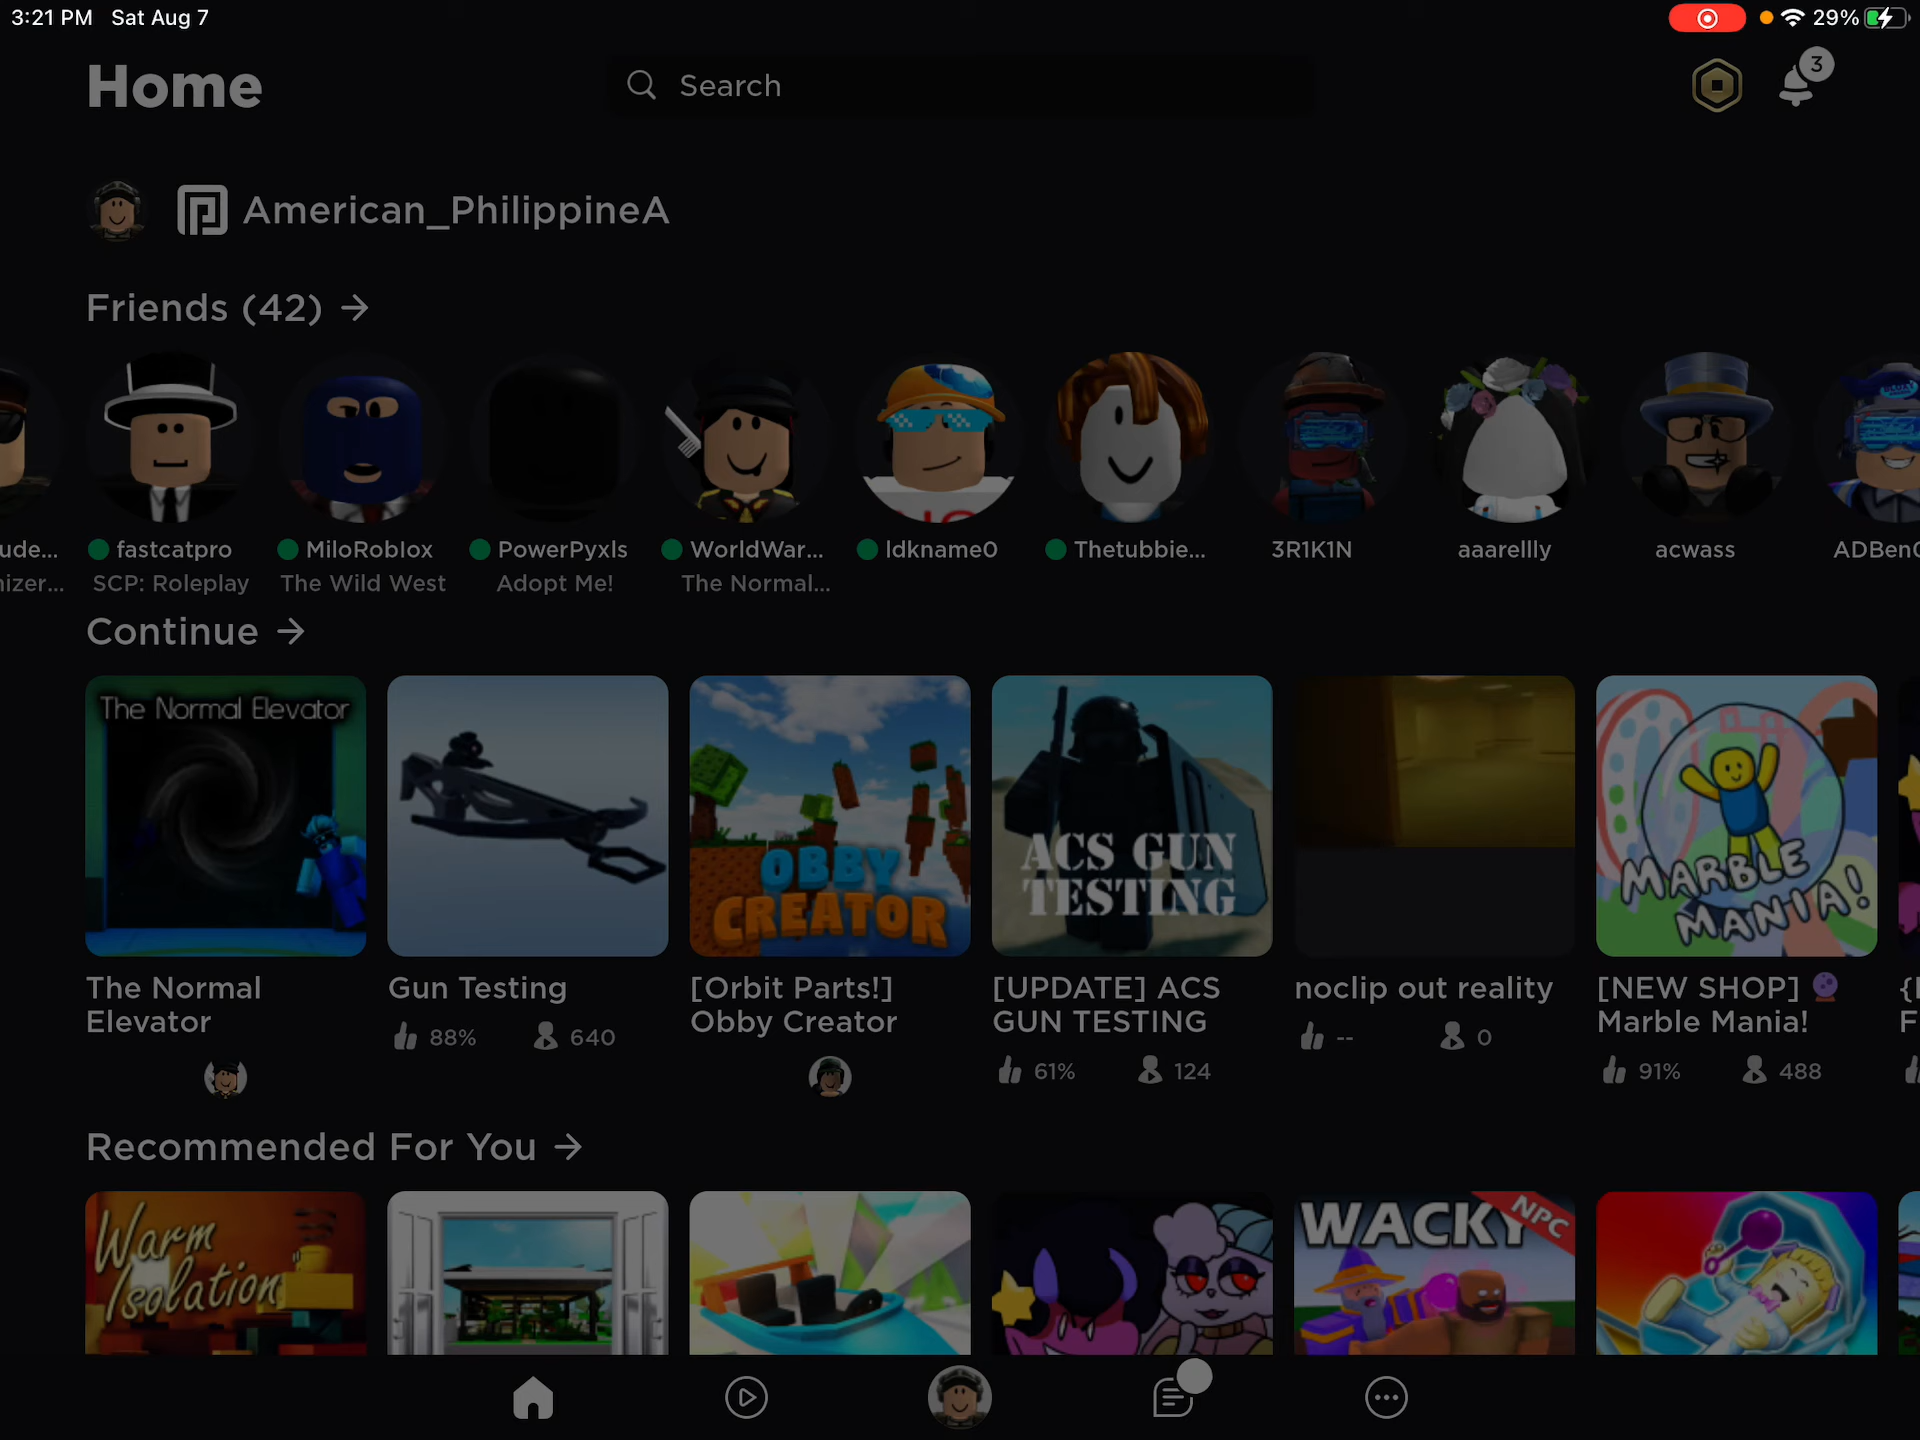 3:21 PM Sat Aug 7
29%
Home
Search
3
American_PhilippineA
Friends (42)
ude... fastcatpro MiloRoblox PowerPyxls WorldWar... Idkname0 Thetubbie... 3R1K1N aaarellly acwass ADBen
nizer... SCP: Roleplay The Wild West Adopt Me! The Normal...
Continue
The Normal Elevator
OBBY
CREATOR
ACS GUN
TESTING
MARBLE
MANIA!
The Normal
Elevator
Gun Testing
88% 640
[Orbit Parts!]
Obby Creator
[UPDATE] ACS
GUN TESTING
61% 124
noclip out reality
-- 0
[NEW SHOP] 🔮
Marble Mania!
91% 488
Recommended For You
Warm
Isolation
WACKY
NPC